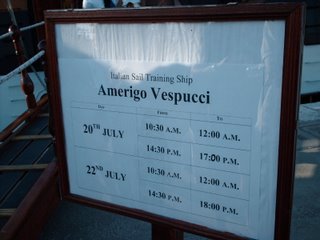 Italian Sail Training Ship
Amerigo Vespucci
Day From To
20TH JULY 10:30 A.M. 12:00 A.M.
14:30 P.M. 17:00 P.M.
22ND JULY 10:30 A.M. 12:00 A.M.
14:30 P.M. 18:00 P.M.